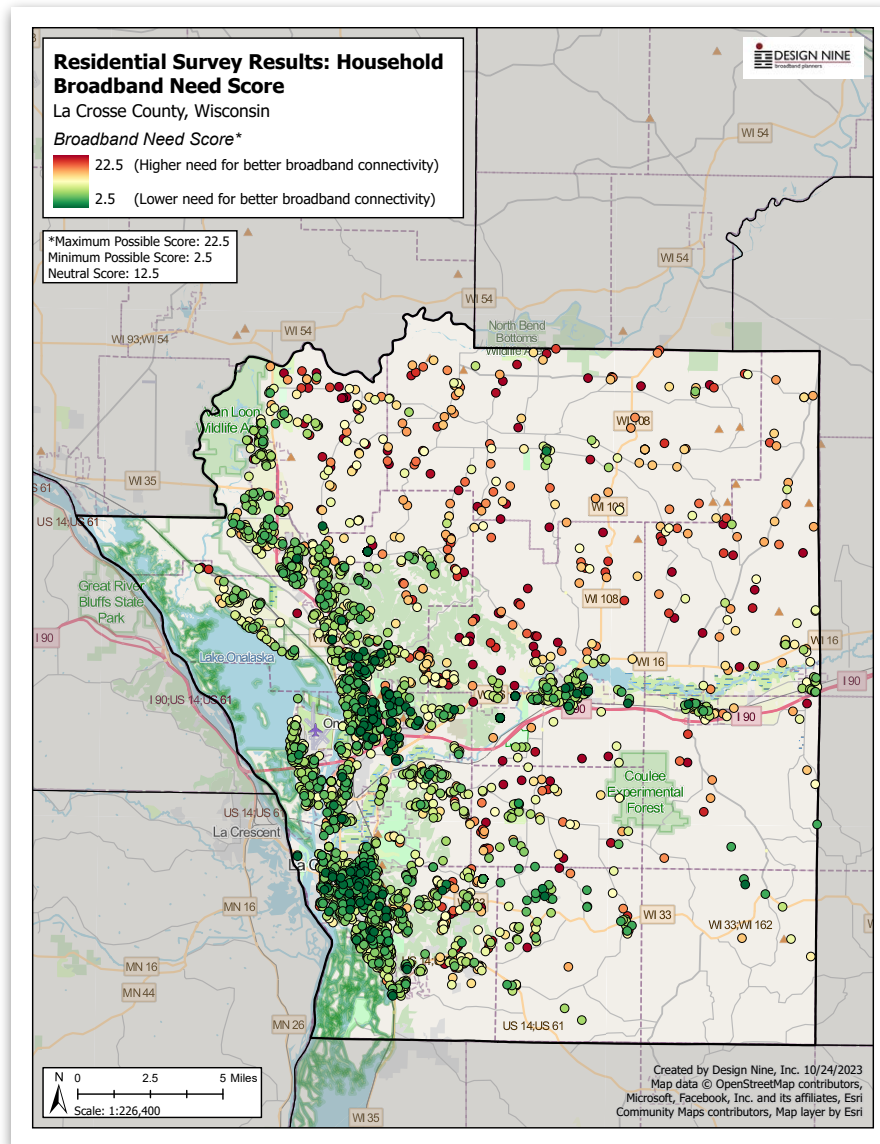 Residential Survey Results: Household
Broadband Need Score
La Crosse County, Wisconsin
Broadband Need Score*
22.5 (Higher need for better broadband connectivity)
2.5 (Lower need for better broadband connectivity)
*Maximum Possible Score: 22.5
Minimum Possible Score: 2.5
Neutral Score: 12.5
DESIGN NINE
broadband planners
WI 54
WI 54
WI 54
WI 54
WI 93;WI 54
North Bend
Bottoms
Wildlife
Van Loon
Wildlife
WI 108
WI 35
US 14;US 61
WI 108
Great River
Bluffs State
Park
WI 108
I 90
Lake Onalaska
WI 16
WI 16
I 90
I 90;US 14;US 61
I 90
I 90
Coulee
Experimental
Forest
US 14;US 61
La Crescent
MN 16
WI 33
WI 33;WI 162
MN 16
MN 44
MN 26
US 14;US 61
WI 35
N
0 2.5 5 Miles
Scale: 1:226,400
Created by Design Nine, Inc. 10/24/2023
Map data © OpenStreetMap contributors,
Microsoft, Facebook, Inc. and its affiliates, Esri
Community Maps contributors, Map layer by Esri